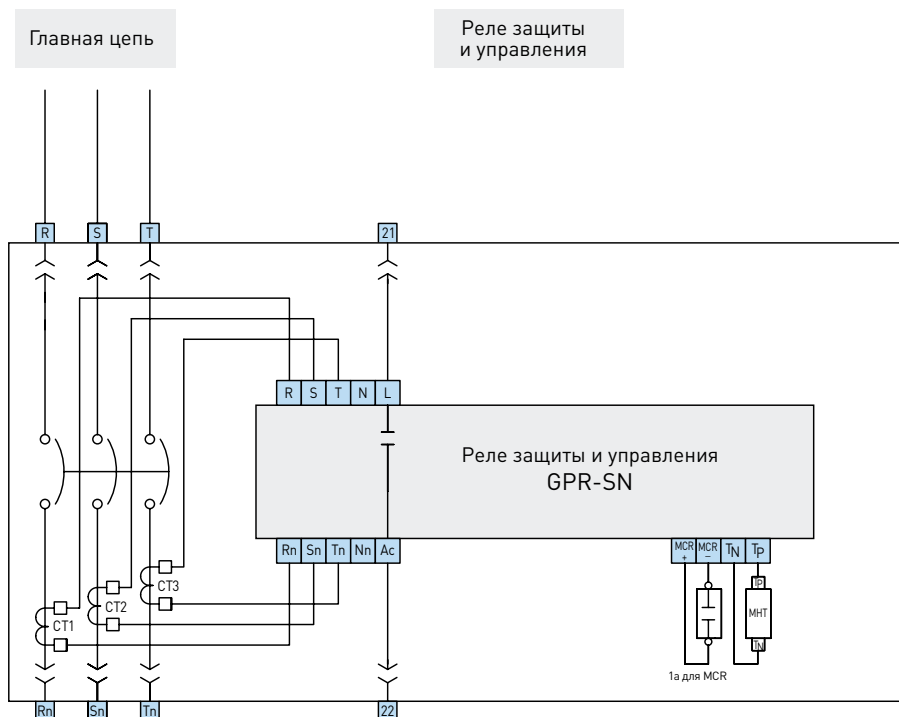 Главная цепь
Реле защиты
и управления
R S T 21
R S T N L
Реле защиты и управления
GPR-SN
Rn Sn Tn Nn Ac
MCR + MCR – TN TP
CT1
CT2
CT3
TP
МНТ
TN
1a для MCR
Rn Sn Tn 22